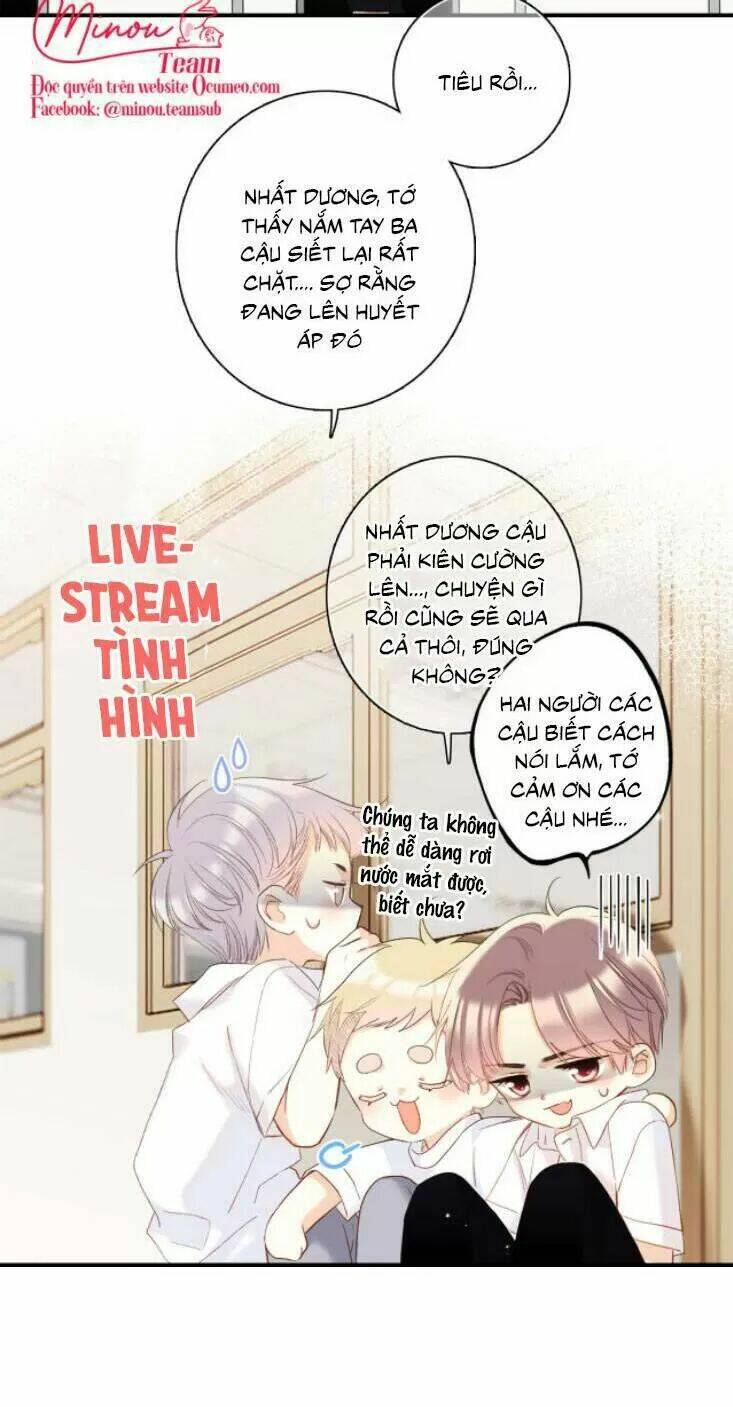 Minou
Team
Độc quyền trên website Ocumeo.com
Facebook: @minou.teamsub
TIÊU RỒI...
NHẤT DƯƠNG, TỚ
THẤY NẮM TAY BA
CẬU SIẾT LẠI RẤT
CHẶT.... SỢ RẰNG
ĐANG LÊN HUYẾT
ÁP ĐÓ
LIVE-
STREAM
TÌNH
HÌNH
NHẤT DƯƠNG CẬU
PHẢI KIÊN CƯỜNG
LÊN..., CHUYỆN GÌ
RỒI CŨNG SẼ QUA
CẢ THÔI, ĐÚNG
KHÔNG?
HAI NGƯỜI CÁC
CẬU BIẾT CÁCH
NÓI LẮM, TỚ
CẢM ƠN CÁC
CẬU NHÉ...
Chúng ta không
thể dễ dàng rơi
nước mắt được,
biết chưa?